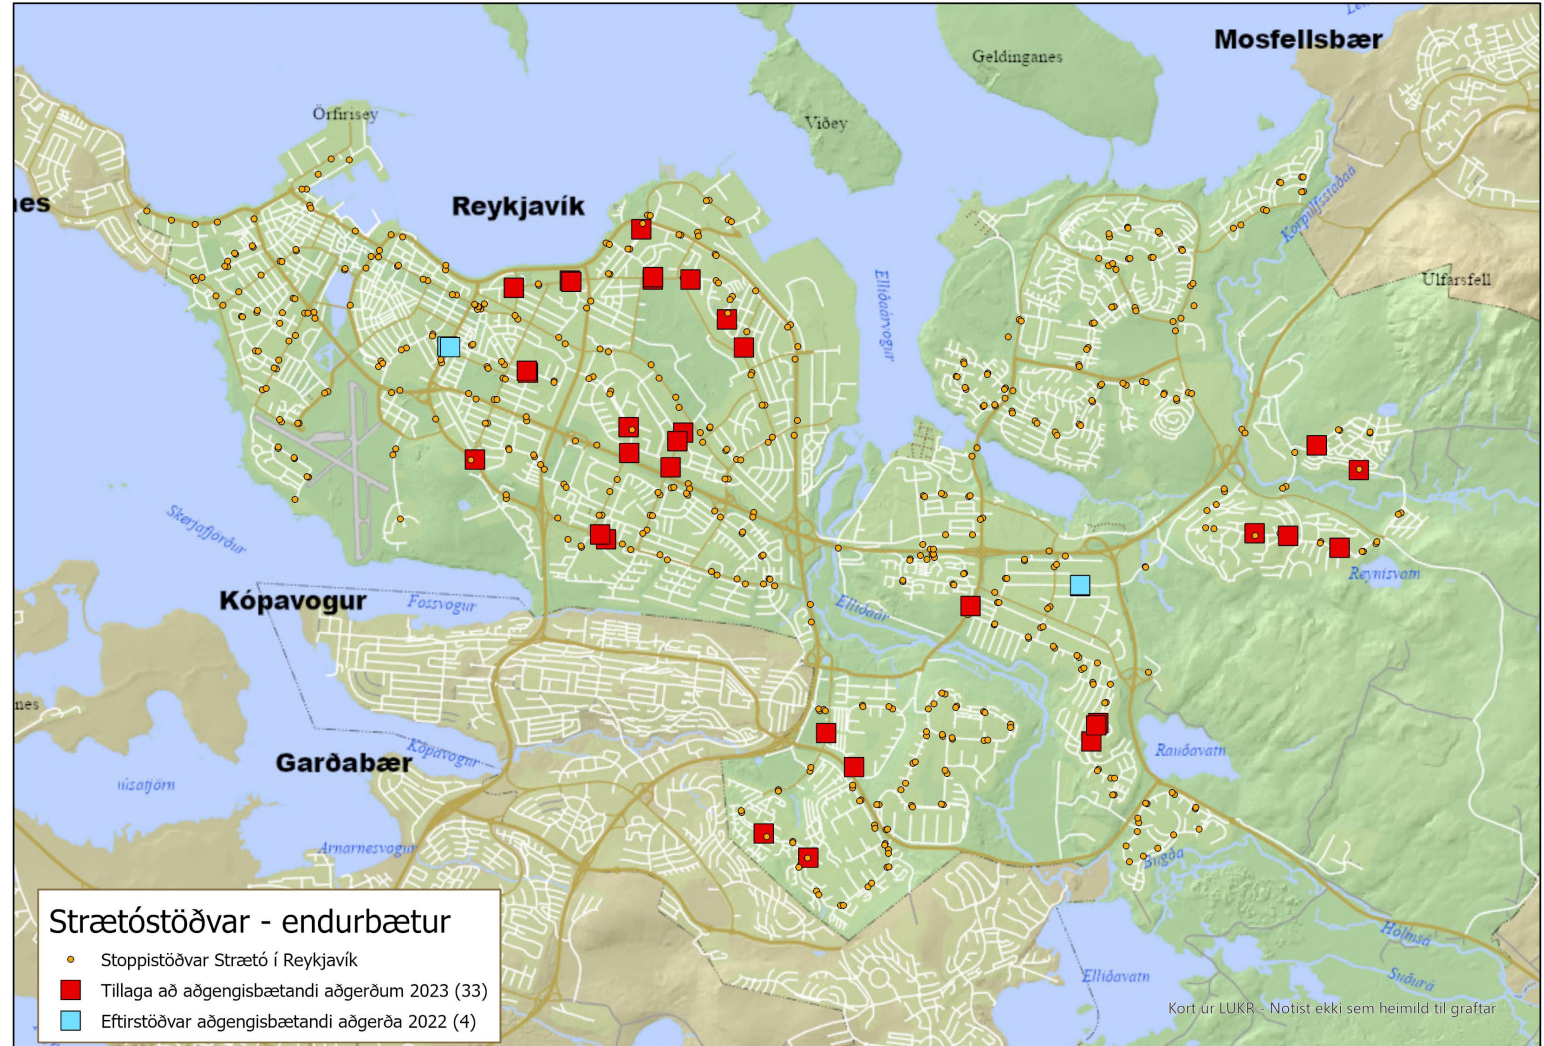 Mosfellsbær
Geldinganes
Örfirisey
Viðey
Korpúlfsstaðaá
nes
Reykjavík
Úlfarsfell
Elliðaárvogur
Skerjafjörður
Reynisvatn
Kópavogur
Fossvogur
Elliðaár
nes
Kópavogur
Rauðavatn
Garðabær
úsatjörn
Arnarnesvogur
Bugða
Strætóstöðvar - endurbætur
Stoppistöðvar Strætó í Reykjavík
Tillaga að aðgengisbætandi aðgerðum 2023 (33)
Eftirstöðvar aðgengisbætandi aðgerða 2022 (4)
Hólmsá
Elliðavatn
Suðurá
Kort úr LUKR - Notist ekki sem heimild til graftar